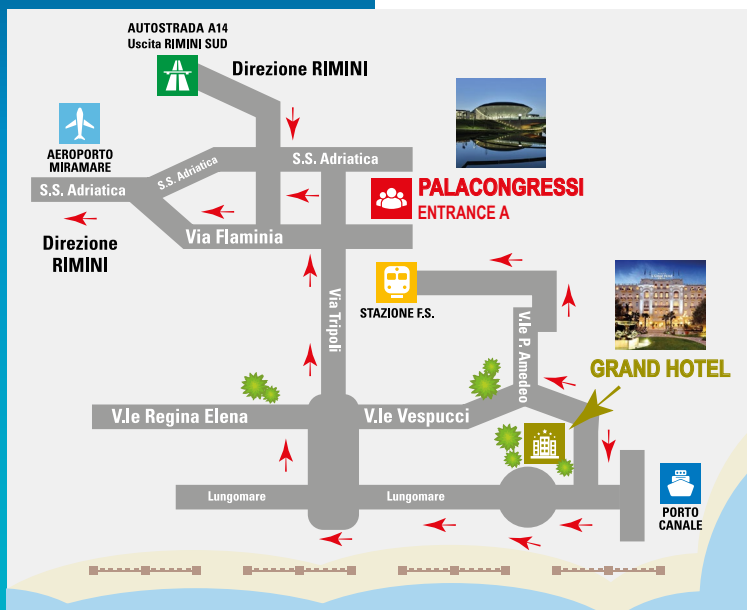 AUTOSTRADA A14
Uscita RIMINI SUD
Direzione RIMINI
AEROPORTO
MIRAMARE
S.S. Adriatica
S.S. Adriatica
S.S. Adriatica
PALACONGRESSI
ENTRANCE A
Direzione
RIMINI
Via Flaminia
Via Tripoli
STAZIONE F.S.
V.le P. Amedeo
GRAND HOTEL
V.le Regina Elena
V.le Vespucci
Lungomare
Lungomare
PORTO
CANALE